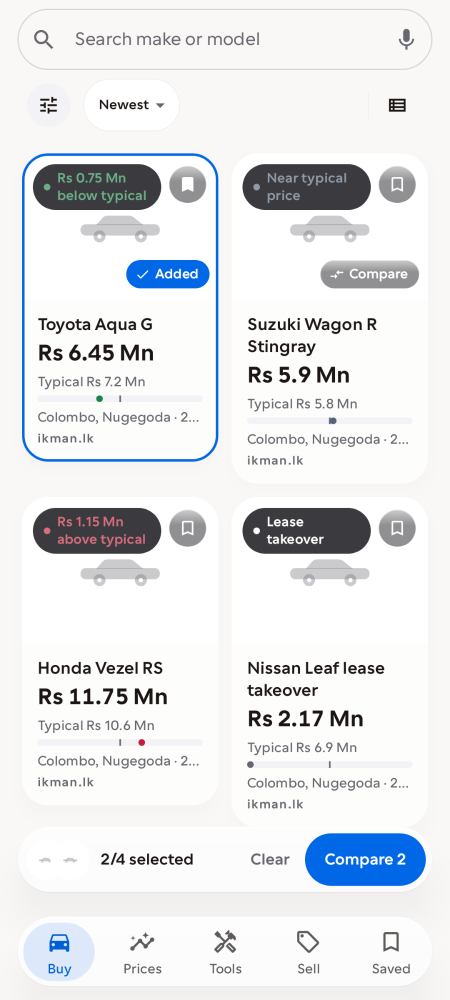 Search make or model
Newest
Rs 0.75 Mn
below typical
Added
Toyota Aqua G
Rs 6.45 Mn
Typical Rs 7.2 Mn
Colombo, Nugegoda · 2...
ikman.lk
Near typical
price
Compare
Suzuki Wagon R
Stingray
Rs 5.9 Mn
Typical Rs 5.8 Mn
Colombo, Nugegoda · 2...
ikman.lk
Rs 1.15 Mn
above typical
Honda Vezel RS
Rs 11.75 Mn
Typical Rs 10.6 Mn
Colombo, Nugegoda · 2...
ikman.lk
Lease
takeover
Nissan Leaf lease
takeover
Rs 2.17 Mn
Typical Rs 6.9 Mn
Colombo, Nugegoda · 2...
ikman.lk
2/4 selected
Clear
Compare 2
Buy
Prices
Tools
Sell
Saved